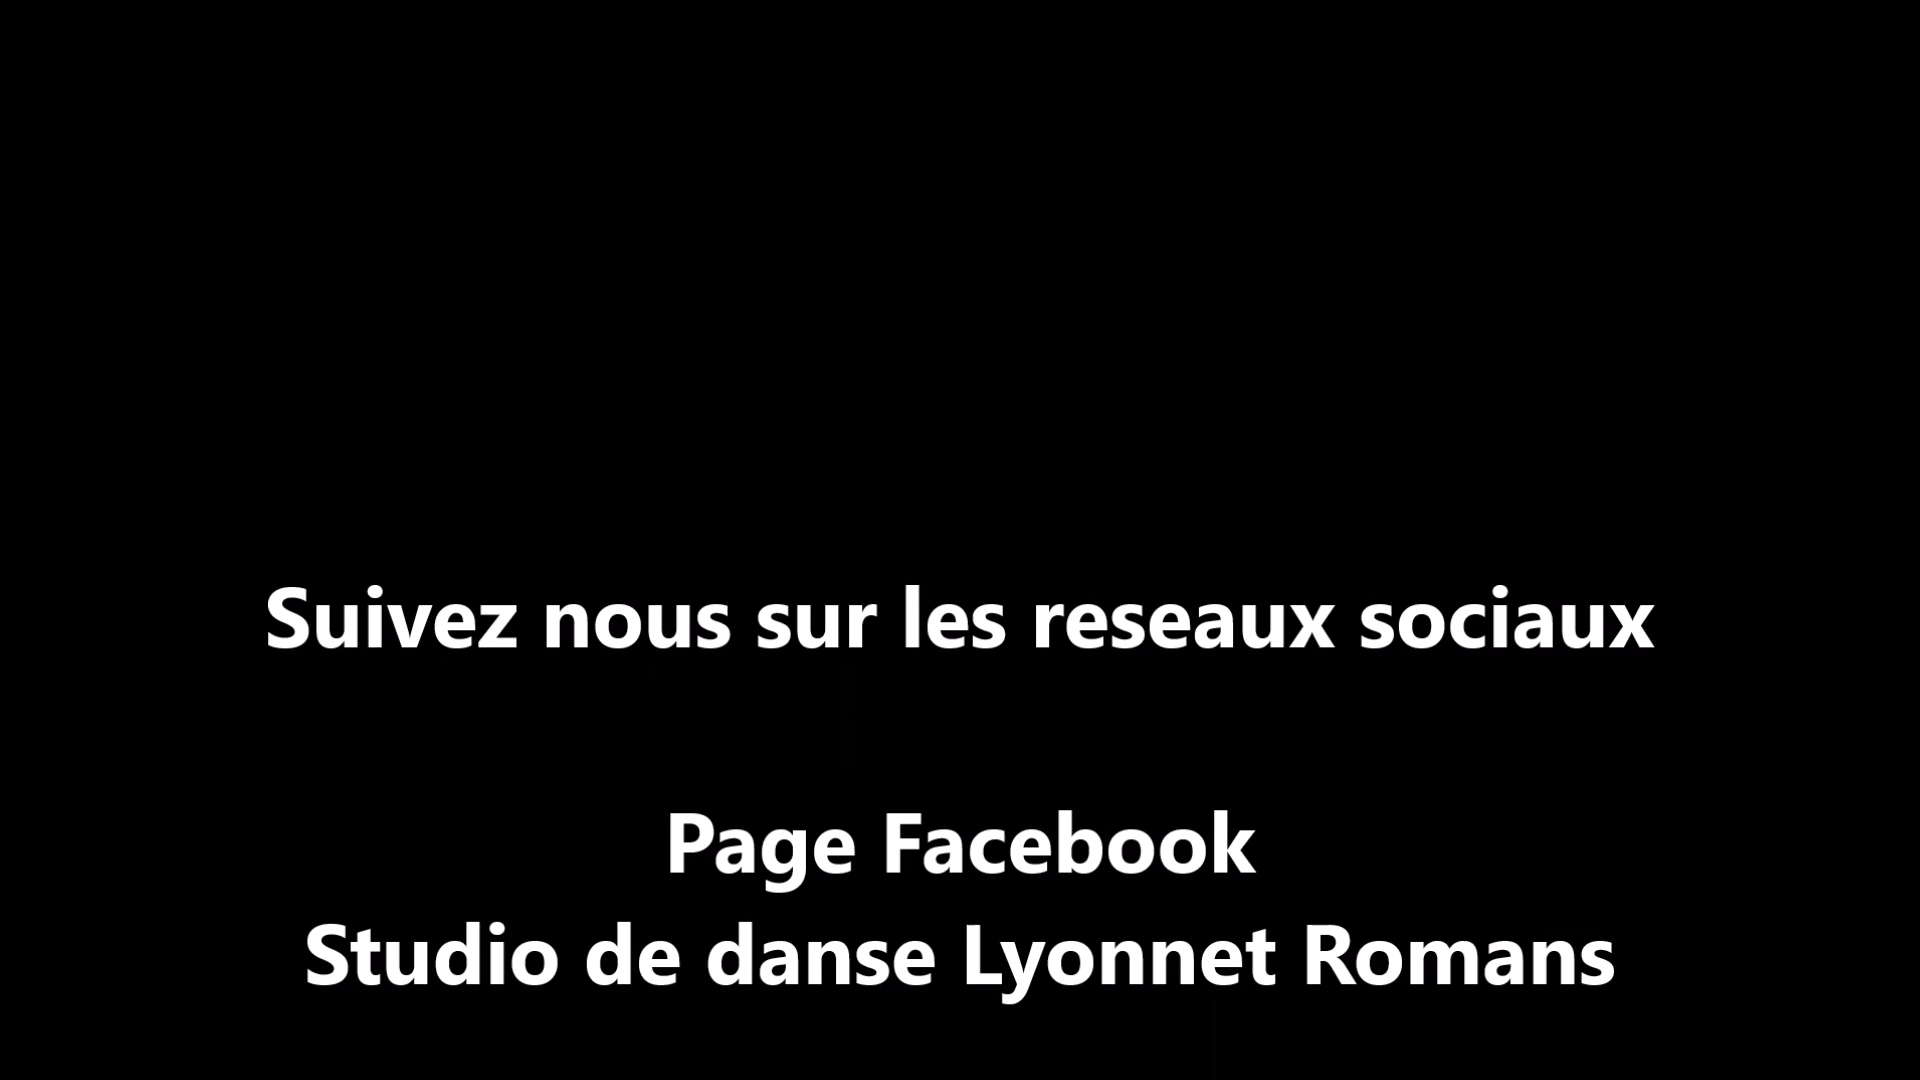 Suivez nous sur les reseaux sociaux
Page Facebook
Studio de danse Lyonnet Romans